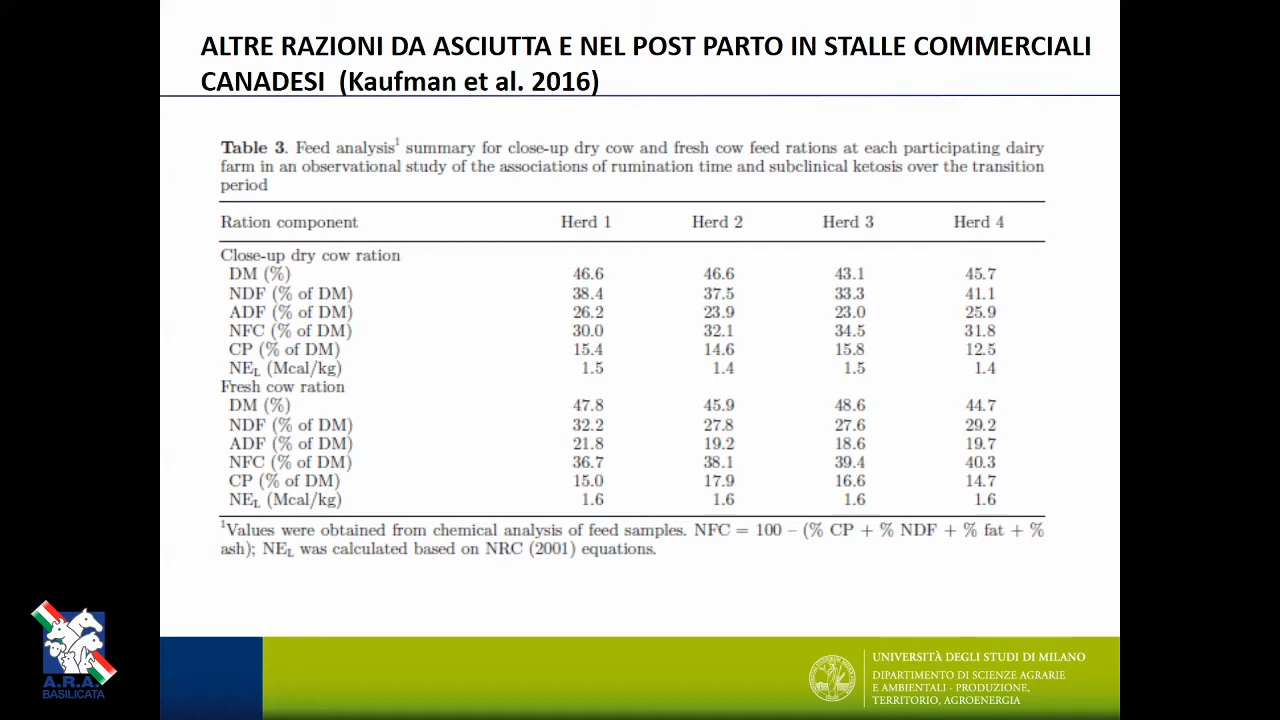 ALTRE RAZIONI DA ASCIUTTA E NEL POST PARTO IN STALLE COMMERCIALI
CANADESI (Kaufman et al. 2016)
Table 3. Feed analysis¹ summary for close-up dry cow and fresh cow feed rations at each participating dairy
farm in an observational study of the associations of rumination time and subclinical ketosis over the transition
period
Ration component Herd 1 Herd 2 Herd 3 Herd 4
Close-up dry cow ration
DM (%) 46.6 46.6 43.1 45.7
NDF (% of DM) 38.4 37.5 33.3 41.1
ADF (% of DM) 26.2 23.9 23.0 25.9
NFC (% of DM) 30.0 32.1 34.5 31.8
CP (% of DM) 15.4 14.6 15.8 12.5
NEL (Mcal/kg) 1.5 1.4 1.5 1.4
Fresh cow ration
DM (%) 47.8 45.9 48.6 44.7
NDF (% of DM) 32.2 27.8 27.6 29.2
ADF (% of DM) 21.8 19.2 18.6 19.7
NFC (% of DM) 36.7 38.1 39.4 40.3
CP (% of DM) 15.0 17.9 16.6 14.7
NEL (Mcal/kg) 1.6 1.6 1.6 1.6
¹Values were obtained from chemical analysis of feed samples. NFC = 100 – (% CP + % NDF + % fat + %
ash); NEL was calculated based on NRC (2001) equations.
A.R.A.
BASILICATA
UNIVERSITÀ DEGLI STUDI DI MILANO
DIPARTIMENTO DI SCIENZE AGRARIE
E AMBIENTALI - PRODUZIONE,
TERRITORIO, AGROENERGIA